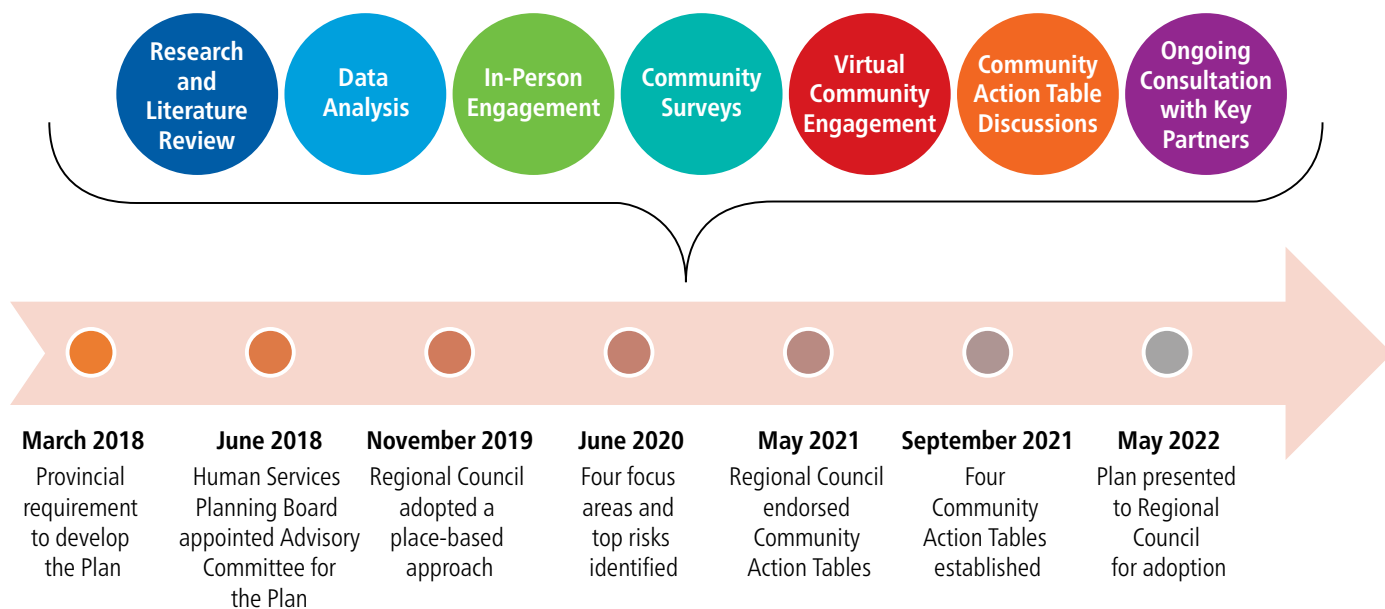 Research
and
Literature
Review
Data
Analysis
In-Person
Engagement
Community
Surveys
Virtual
Community
Engagement
Community
Action Table
Discussions
Ongoing
Consultation
with Key
Partners
March 2018
Provincial
requirement
to develop
the Plan
June 2018
Human Services
Planning Board
appointed Advisory
Committee for
the Plan
November 2019
Regional Council
adopted a
place-based
approach
June 2020
Four focus
areas and
top risks
identified
May 2021
Regional Council
endorsed
Community
Action Tables
September 2021
Four
Community
Action Tables
established
May 2022
Plan presented
to Regional
Council
for adoption